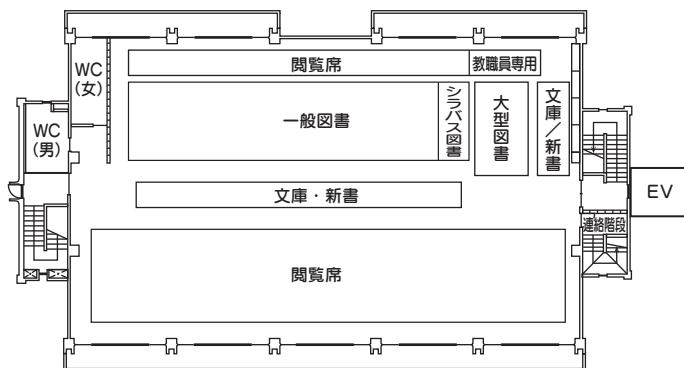 WC
(女)
閲覧席
教職員専用
一般図書
シラバス図書
大型図書
文庫／新書
WC
(男)
EV
文庫・新書
連絡階段
閲覧席